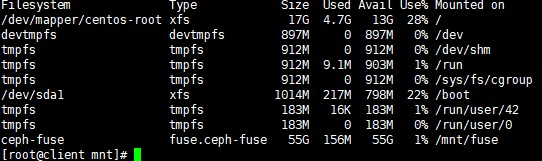 Filesystem Type Size Used Avail Use% Mounted on
/dev/mapper/centos-root xfs 17G 4.7G 13G 28% /
devtmpfs devtmpfs 897M 0 897M 0% /dev
tmpfs tmpfs 912M 0 912M 0% /dev/shm
tmpfs tmpfs 912M 9.1M 903M 1% /run
tmpfs tmpfs 912M 0 912M 0% /sys/fs/cgroup
/dev/sda1 xfs 1014M 217M 798M 22% /boot
tmpfs tmpfs 183M 16K 183M 1% /run/user/42
tmpfs tmpfs 183M 0 183M 0% /run/user/0
ceph-fuse fuse.ceph-fuse 55G 156M 55G 1% /mnt/fuse
[root@client mnt]#